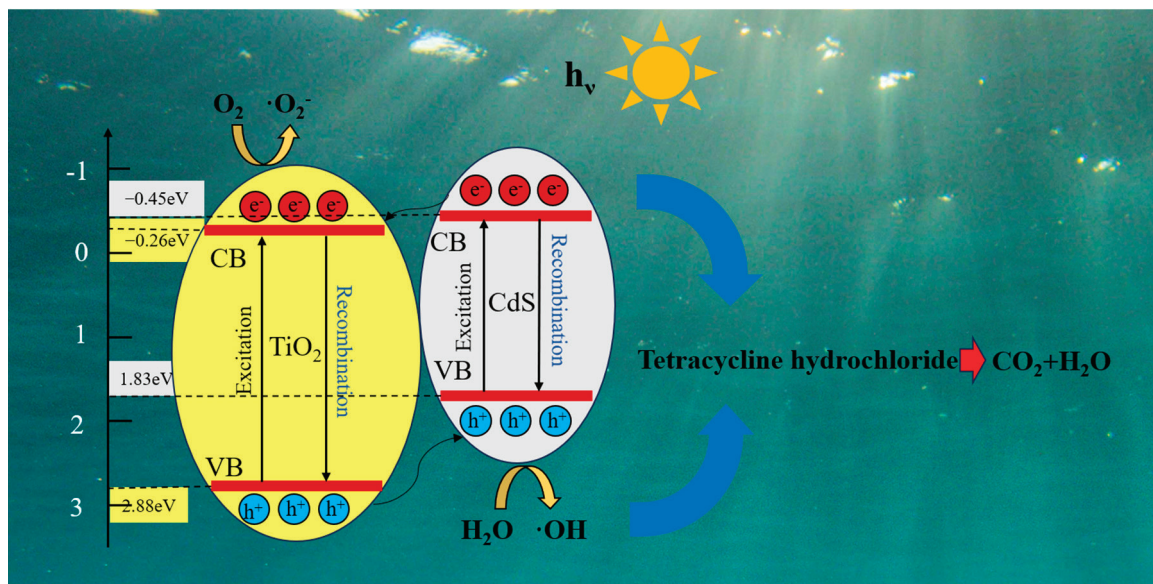 hν
O₂ ·O₂⁻
-1
−0.45eV
−0.26eV
0
1
1.83eV
2
2.88eV
3
e⁻ e⁻ e⁻
CB
Excitation
TiO₂
Recombination
VB
h⁺ h⁺ h⁺
e⁻ e⁻ e⁻
CB
Excitation
CdS
Recombination
VB
h⁺ h⁺ h⁺
H₂O ·OH
Tetracycline hydrochloride CO₂+H₂O